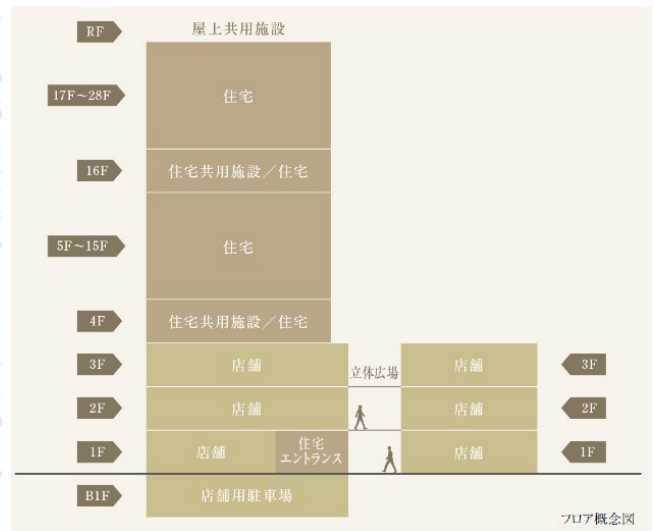 RF 屋上共用施設
17F～28F 住宅
16F 住宅共用施設／住宅
5F～15F 住宅
4F 住宅共用施設／住宅
3F 店舗 立体広場 店舗 3F
2F 店舗 店舗 2F
1F 店舗 住宅
エントランス 店舗 1F
B1F 店舗用駐車場
フロア概念図